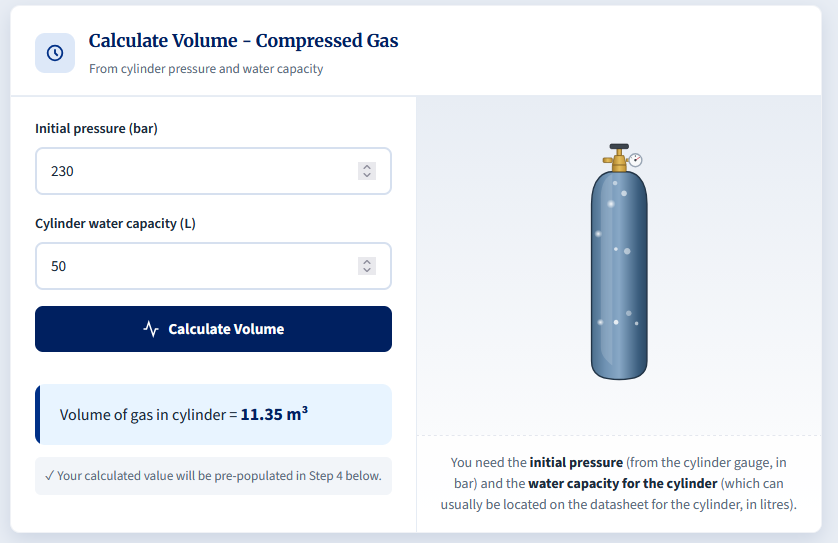 Calculate Volume - Compressed Gas
From cylinder pressure and water capacity
Initial pressure (bar)
230
Cylinder water capacity (L)
50
Calculate Volume
Volume of gas in cylinder = 11.35 m³
✓ Your calculated value will be pre-populated in Step 4 below.
You need the initial pressure (from the cylinder gauge, in
bar) and the water capacity for the cylinder (which can
usually be located on the datasheet for the cylinder, in litres).